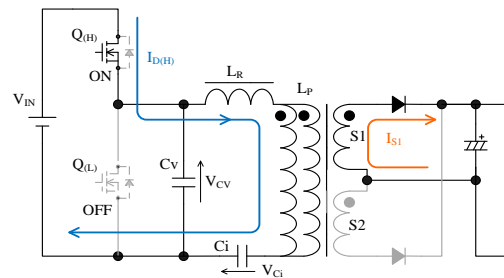 Q(H)
ON
ID(H)
VIN
LR
LP
S1
IS1
Q(L)
OFF
CV
VCV
S2
Ci
VCi
+